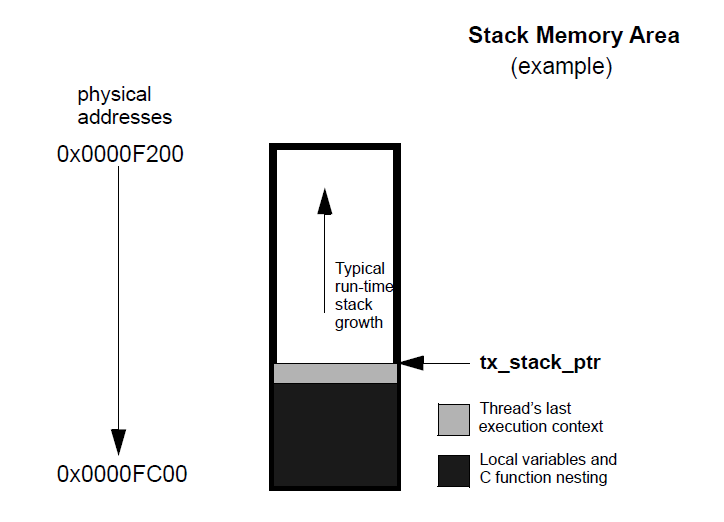 Stack Memory Area
(example)
physical
addresses
0x0000F200
Typical
run-time
stack
growth
tx_stack_ptr
Thread's last
execution context
Local variables and
C function nesting
0x0000FC00